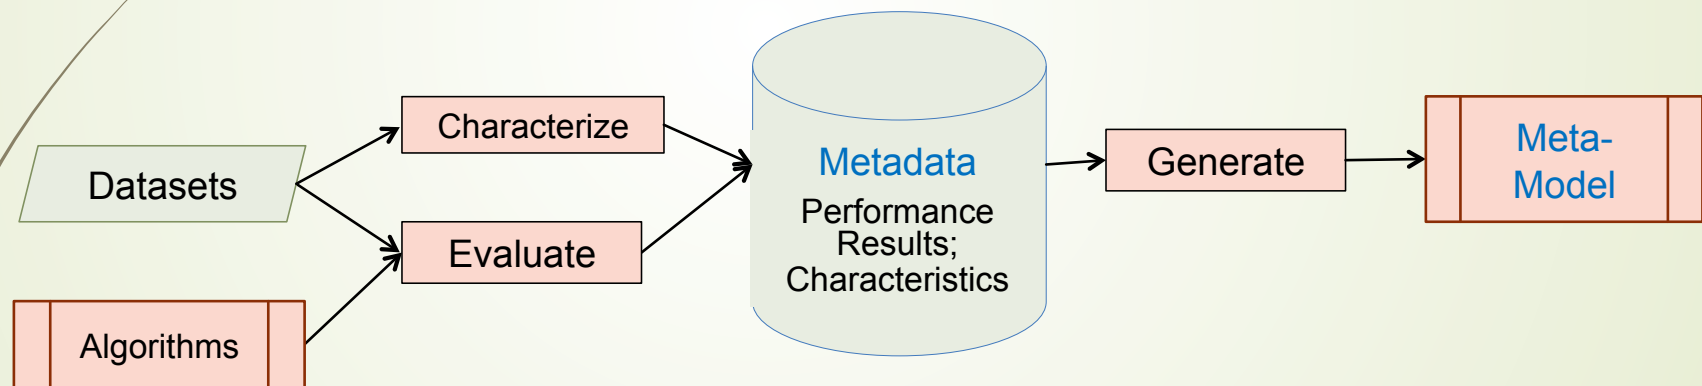 Datasets
Algorithms
Characterize
Evaluate
Metadata
Performance
Results;
Characteristics
Generate
Meta-
Model